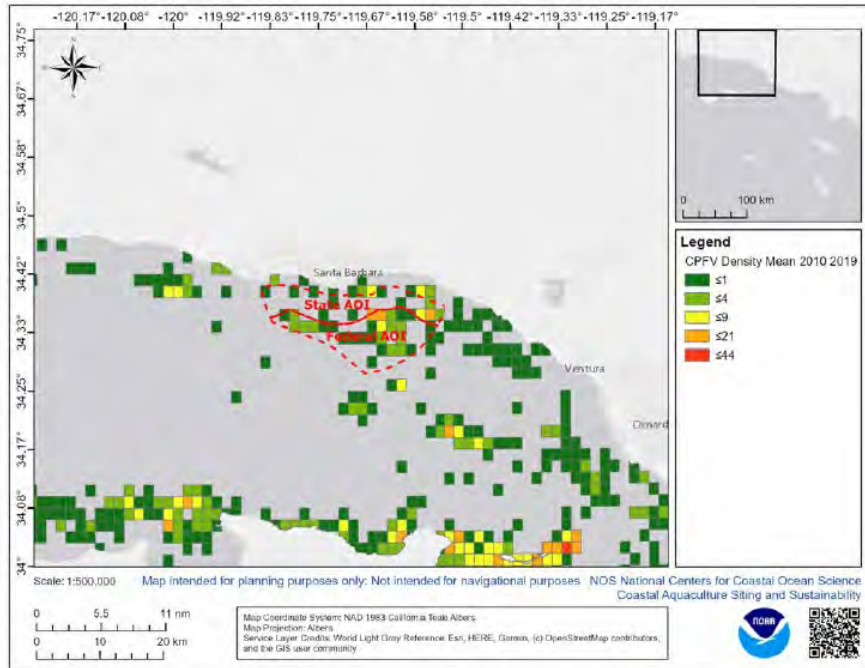 -120.17° -120.08° -120° -119.92° -119.83° -119.75° -119.67° -119.58° -119.5° -119.42° -119.33° -119.25° -119.17°
34.75°
34.67°
34.58°
34.5°
34.42°
34.33°
34.25°
34.17°
34.08°
34°
Santa Barbara
State AOI
Federal AOI
Ventura
Oxnard
0 100 km
Legend
CPFV Density Mean 2010 2019
≤1
≤4
≤9
≤21
≤44
Scale: 1:500,000 Map intended for planning purposes only: Not intended for navigational purposes NOS National Centers for Coastal Ocean Science
Coastal Aquaculture Siting and Sustainability
0 5.5 11 nm
0 10 20 km
Map Coordinate System: NAD 1983 California Teale Albers
Map Projection: Albers
Service Layer Credits: World Light Gray Reference: Esri, HERE, Garmin, (c) OpenStreetMap contributors,
and the GIS user community
NOAA